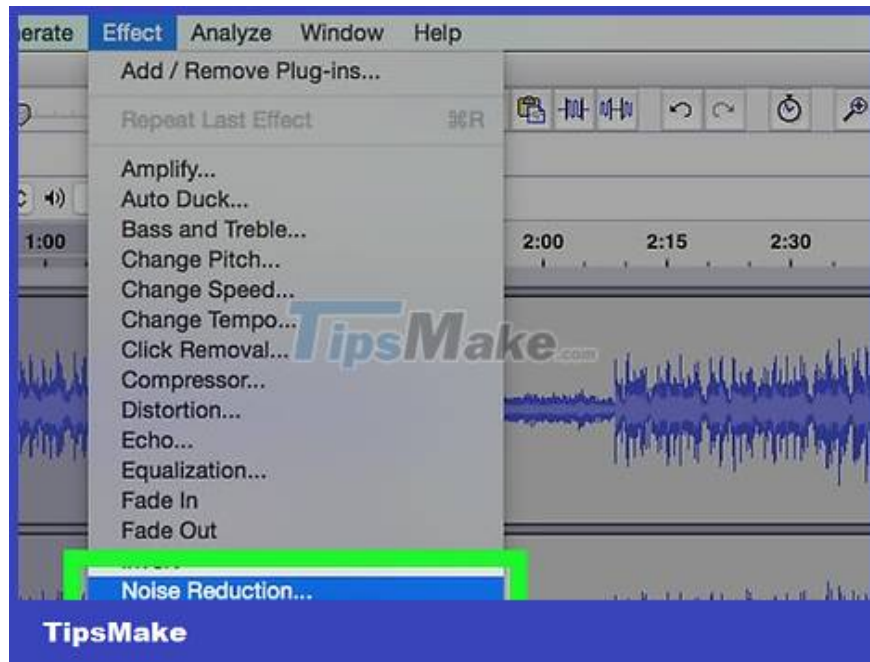 Effect Analyze Window Help
Add / Remove Plug-ins...
Repeat Last Effect ⌘R
Amplify...
Auto Duck...
Bass and Treble...
1:00 2:00 2:15 2:30
Change Pitch...
Change Speed...
Change Tempo...
TipsMake.com
Click Removal...
Compressor...
Distortion...
Echo...
Equalization...
Fade In
Fade Out
Noise Reduction...
TipsMake